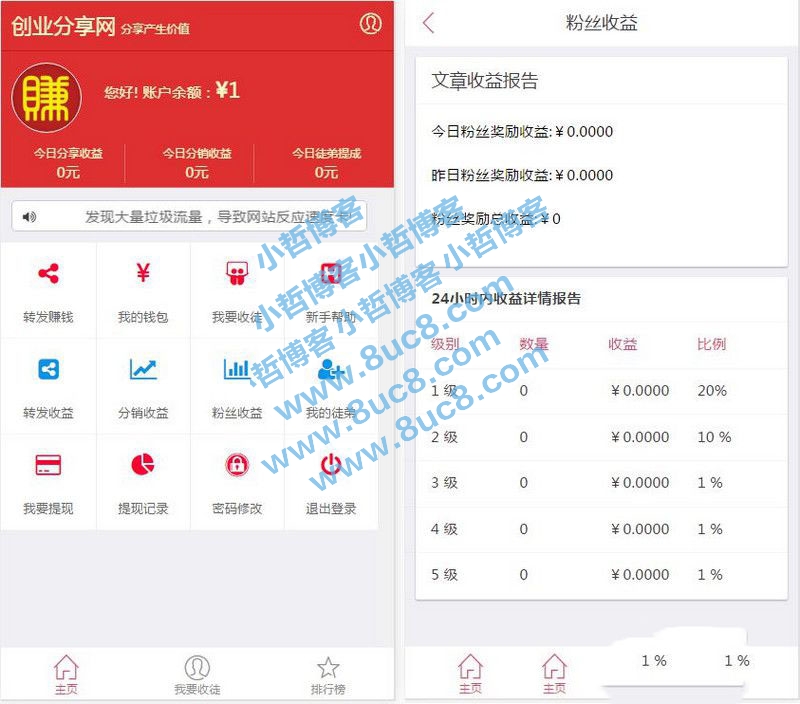 创业分享网 分享产生价值
賺
您好! 账户余额：¥1
今日分享收益 今日分销收益 今日徒弟提成
0元 0元 0元
发现大量垃圾流量，导致网站反应速度卡
转发赚钱 我的钱包 我要收徒 新手帮助
转发收益 分销收益 粉丝收益 我的徒弟
我要提现 提现记录 密码修改 退出登录
主页 我要收徒 排行榜
粉丝收益
文章收益报告
今日粉丝奖励收益:￥0.0000
昨日粉丝奖励收益:￥0.0000
粉丝奖励总收益:￥0
24小时内收益详情报告
级别 数量 收益 比例
1 级 0 ￥0.0000 20%
2 级 0 ￥0.0000 10 %
3 级 0 ￥0.0000 1 %
4 级 0 ￥0.0000 1 %
5 级 0 ￥0.0000 1 %
主页 主页 1 % 1 %
小哲博客小哲博客
小哲博客小哲博客
哲博客
www.8uc8.com
www.8uc8.com
www.8uc8.com